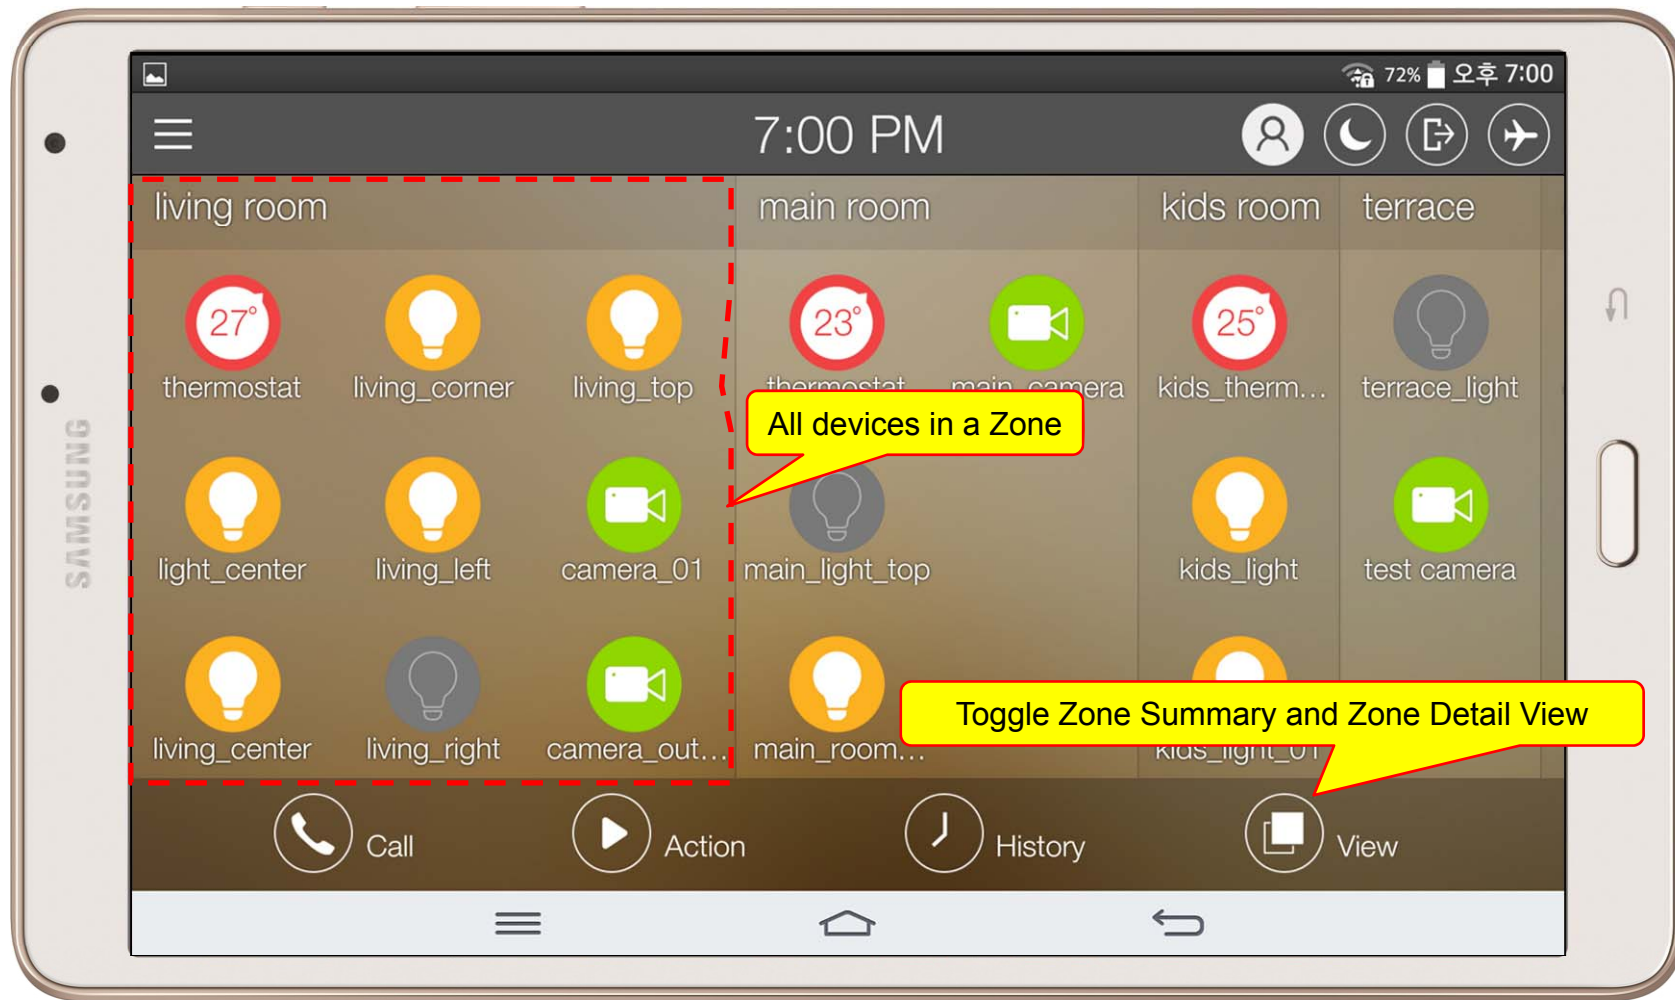 72% 오후 7:00
7:00 PM
living room
main room
kids room
terrace
27°
23°
25°
thermostat
living_corner
living_top
thermostat
main_camera
kids_therm...
terrace_light
All devices in a Zone
SAMSUNG
light_center
living_left
camera_01
main_light_top
kids_light
test camera
Toggle Zone Summary and Zone Detail View
living_center
living_right
camera_out...
main_room...
kids_light_01
Call
Action
History
View